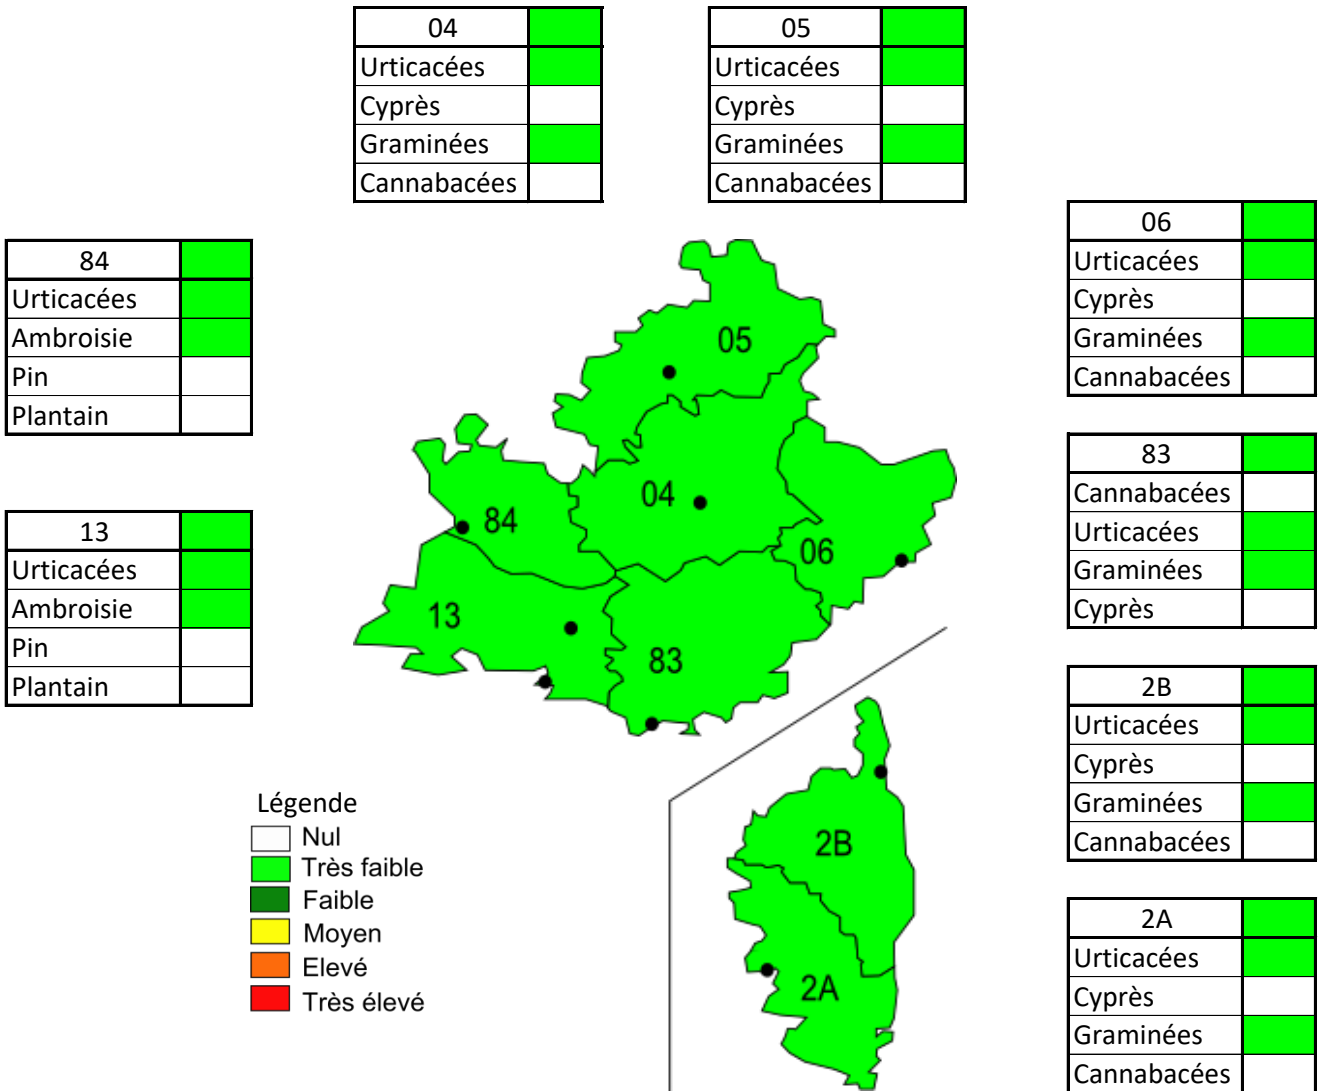 04
Urticacées
Cyprès
Graminées
Cannabacées
05
Urticacées
Cyprès
Graminées
Cannabacées
84
Urticacées
Ambroisie
Pin
Plantain
13
Urticacées
Ambroisie
Pin
Plantain
06
Urticacées
Cyprès
Graminées
Cannabacées
83
Cannabacées
Urticacées
Graminées
Cyprès
2B
Urticacées
Cyprès
Graminées
Cannabacées
2A
Urticacées
Cyprès
Graminées
Cannabacées
05
04
84
06
13
83
2B
2A
Légende
Nul
Très faible
Faible
Moyen
Elevé
Très élevé